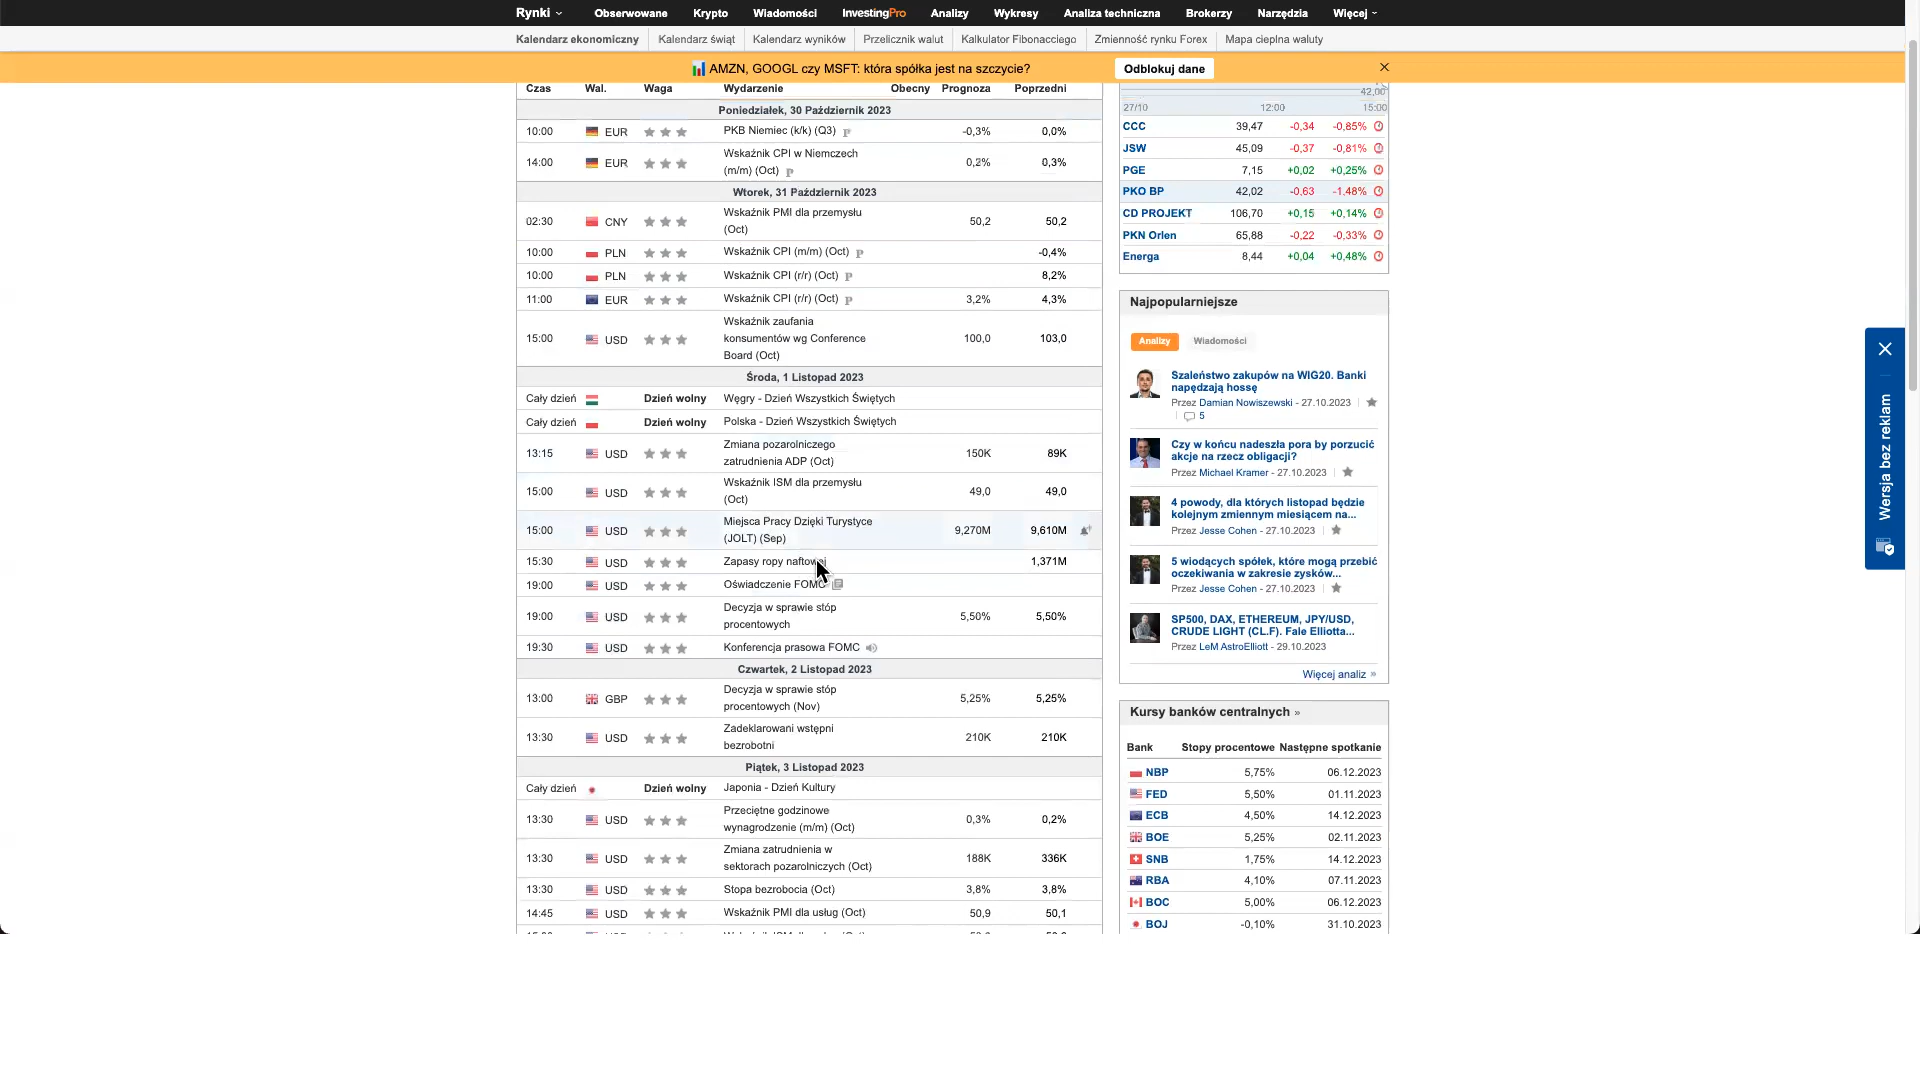 Rynki Obserwowane Krypto Wiadomości InvestingPro Analizy Wykresy Analiza techniczna Brokerzy Narzędzia Więcej
Kalendarz ekonomiczny Kalendarz świąt Kalendarz wyników Przelicznik walut Kalkulator Fibonacciego Zmienność rynku Forex Mapa cieplna waluty
AMZN, GOOGL czy MSFT: która spółka jest na szczycie? Odblokuj dane
Czas Wal. Waga Wydarzenie Obecny Prognoza Poprzedni
Poniedziałek, 30 Październik 2023
10:00 EUR PKB Niemiec (k/k) (Q3) P -0,3% 0,0%
14:00 EUR Wskaźnik CPI w Niemczech
(m/m) (Oct) P 0,2% 0,3%
Wtorek, 31 Październik 2023
02:30 CNY Wskaźnik PMI dla przemysłu
(Oct) 50,2 50,2
10:00 PLN Wskaźnik CPI (m/m) (Oct) P -0,4%
10:00 PLN Wskaźnik CPI (r/r) (Oct) P 8,2%
11:00 EUR Wskaźnik CPI (r/r) (Oct) P 3,2% 4,3%
15:00 USD Wskaźnik zaufania
konsumentów wg Conference
Board (Oct) 100,0 103,0
Środa, 1 Listopad 2023
Cały dzień Dzień wolny Węgry - Dzień Wszystkich Świętych
Cały dzień Dzień wolny Polska - Dzień Wszystkich Świętych
13:15 USD Zmiana pozarolniczego
zatrudnienia ADP (Oct) 150K 89K
15:00 USD Wskaźnik ISM dla przemysłu
(Oct) 49,0 49,0
15:00 USD Miejsca Pracy Dzięki Turystyce
(JOLT) (Sep) 9,270M 9,610M
15:30 USD Zapasy ropy naftowej 1,371M
19:00 USD Oświadczenie FOMC
19:00 USD Decyzja w sprawie stóp
procentowych 5,50% 5,50%
19:30 USD Konferencja prasowa FOMC
Czwartek, 2 Listopad 2023
13:00 GBP Decyzja w sprawie stóp
procentowych (Nov) 5,25% 5,25%
13:30 USD Zadeklarowani wstępni
bezrobotni 210K 210K
Piątek, 3 Listopad 2023
Cały dzień Dzień wolny Japonia - Dzień Kultury
13:30 USD Przeciętne godzinowe
wynagrodzenie (m/m) (Oct) 0,3% 0,2%
13:30 USD Zmiana zatrudnienia w
sektorach pozarolniczych (Oct) 188K 336K
13:30 USD Stopa bezrobocia (Oct) 3,8% 3,8%
14:45 USD Wskaźnik PMI dla usług (Oct) 50,9 50,1
42,00
27/10 12:00 15:00
CCC 39,47 -0,34 -0,85%
JSW 45,09 -0,37 -0,81%
PGE 7,15 +0,02 +0,25%
PKO BP 42,02 -0,63 -1,48%
CD PROJEKT 106,70 +0,15 +0,14%
PKN Orlen 65,88 -0,22 -0,33%
Energa 8,44 +0,04 +0,48%
Najpopularniejsze
Analizy Wiadomości
Szaleństwo zakupów na WIG20. Banki
napędzają hossę
Przez Damian Nowiszewski - 27.10.2023
5
Czy w końcu nadeszła pora by porzucić
akcje na rzecz obligacji?
Przez Michael Kramer - 27.10.2023
4 powody, dla których listopad będzie
kolejnym zmiennym miesiącem na...
Przez Jesse Cohen - 27.10.2023
5 wiodących spółek, które mogą przebić
oczekiwania w zakresie zysków...
Przez Jesse Cohen - 27.10.2023
SP500, DAX, ETHEREUM, JPY/USD,
CRUDE LIGHT (CL.F). Fale Elliotta...
Przez LeM AstroElliott - 29.10.2023
Więcej analiz »
Kursy banków centralnych »
Bank Stopy procentowe Następne spotkanie
NBP 5,75% 06.12.2023
FED 5,50% 01.11.2023
ECB 4,50% 14.12.2023
BOE 5,25% 02.11.2023
SNB 1,75% 14.12.2023
RBA 4,10% 07.11.2023
BOC 5,00% 06.12.2023
BOJ -0,10% 31.10.2023
Wersja bez reklam